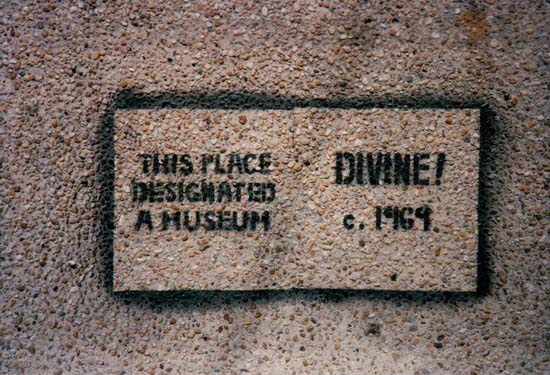 THIS PLACE
DESIGNATED
A MUSEUM
DIVINE!
c. 1969